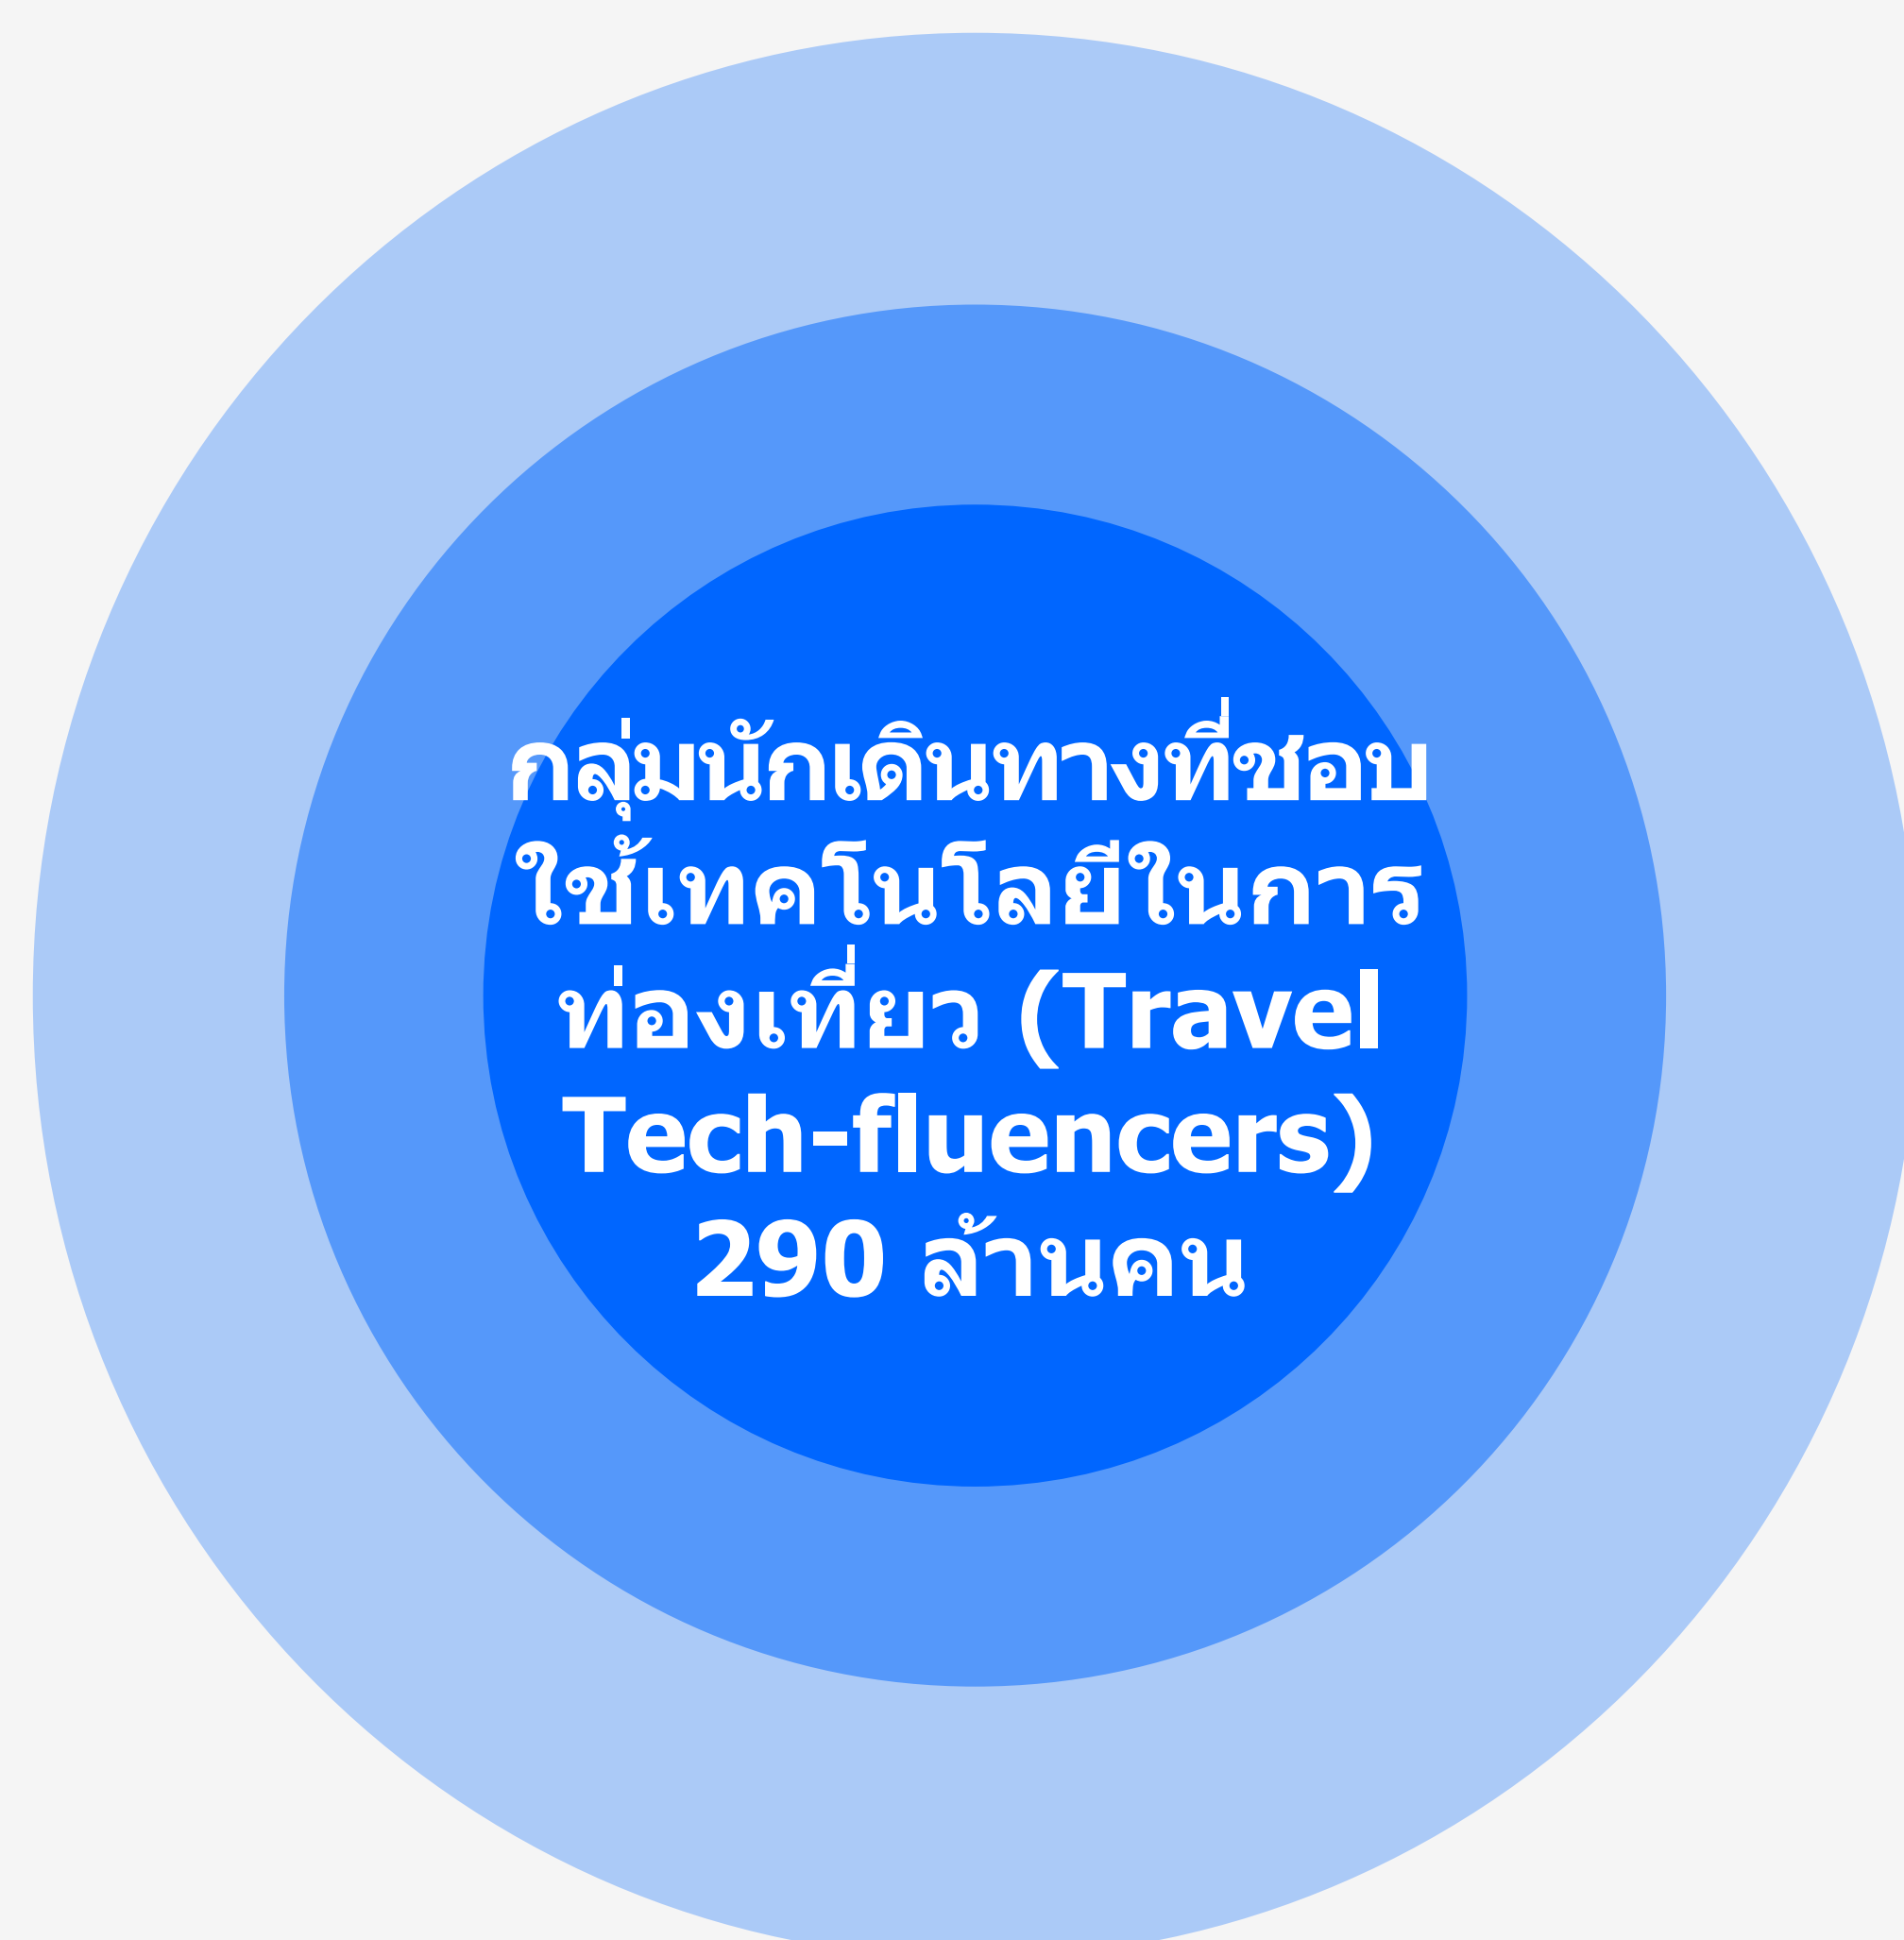 กลุ่มนักเดินทางที่ชอบ
ใช้เทคโนโลยีในการ
ท่องเที่ยว (Travel
Tech-fluencers)
290 ล้านคน